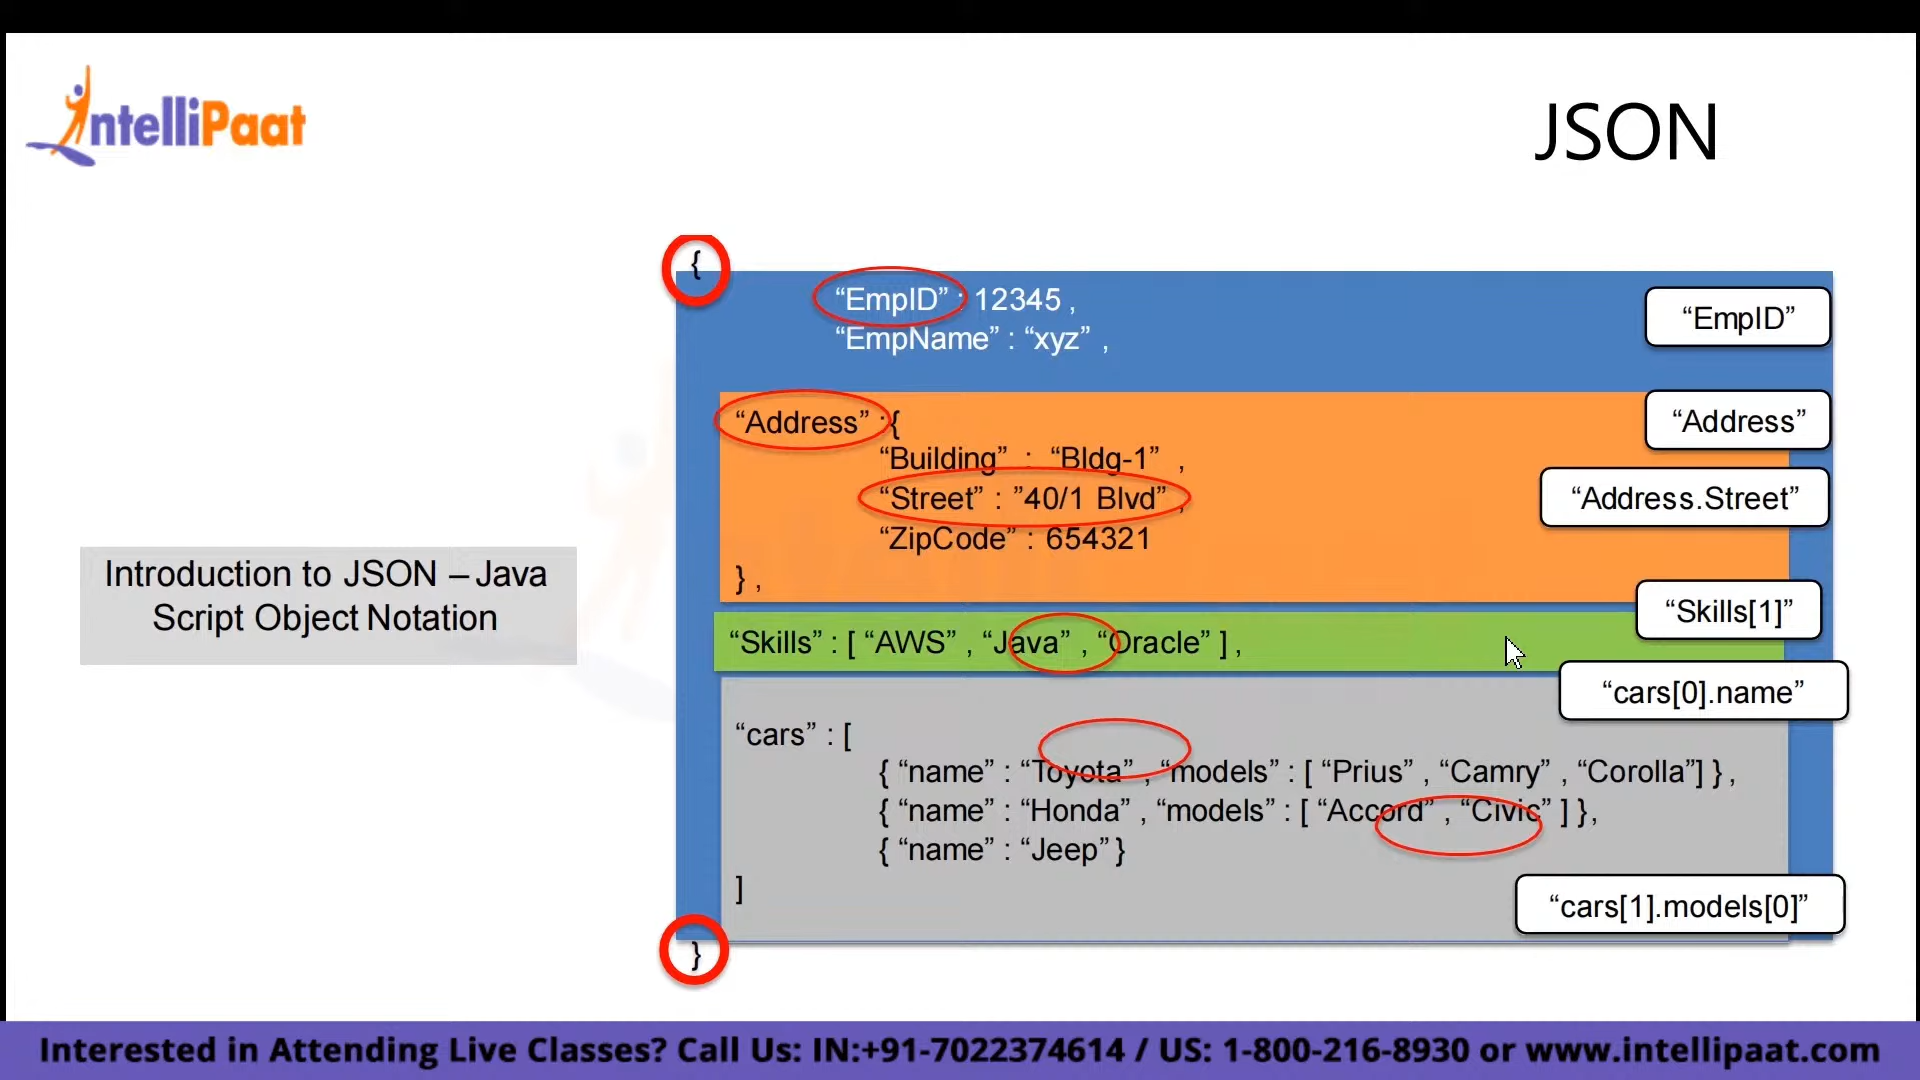 IntelliPaat
JSON
{
“EmpID” : 12345 ,
“EmpID”
“EmpName” : “xyz” ,
“Address” :{
“Address”
“Building” : “Bldg-1” ,
“Street” : ”40/1 Blvd” ,
“Address.Street”
“ZipCode” : 654321
} ,
Introduction to JSON – Java
Script Object Notation
“Skills[1]”
“Skills” : [ “AWS” , “Java” , “Oracle” ] ,
“cars[0].name”
“cars” : [
{ “name” : “Toyota” , “models” : [ “Prius” , “Camry” , “Corolla”] } ,
{ “name” : “Honda” , “models” : [ “Accord” , “Civic” ] },
{ “name” : “Jeep” }
]
“cars[1].models[0]”
}
Interested in Attending Live Classes? Call Us: IN:+91-7022374614 / US: 1-800-216-8930 or www.intellipaat.com